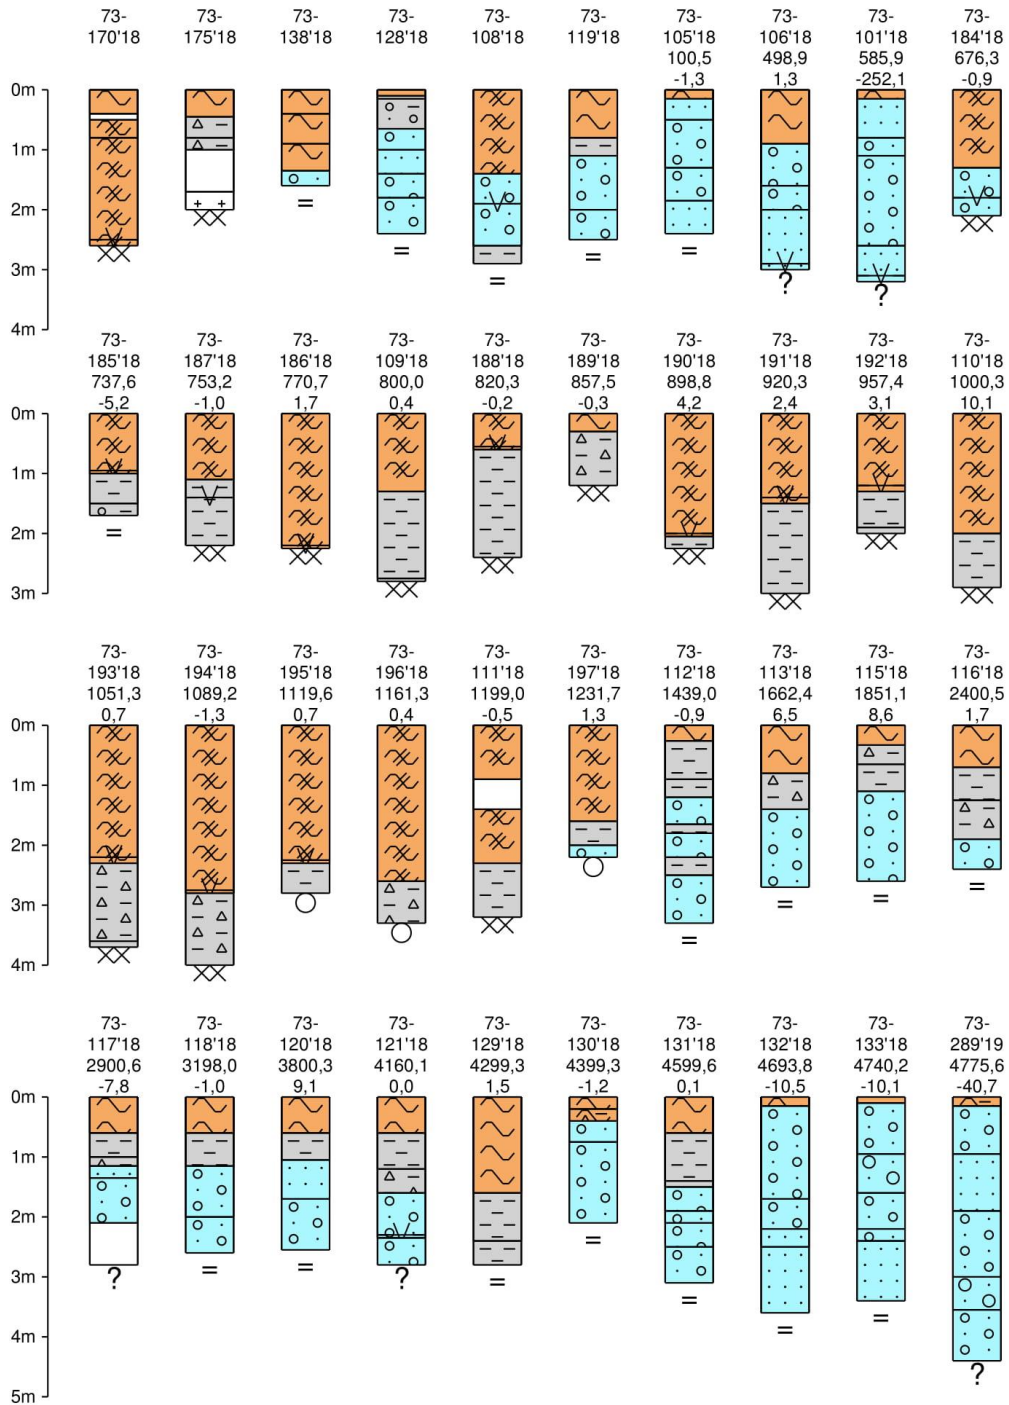 73- 73- 73- 73- 73- 73- 73- 73- 73- 73-
170'18 175'18 138'18 128'18 108'18 119'18 105'18 106'18 101'18 184'18
100,5 498,9 585,9 676,3
-1,3 1,3 -252,1 -0,9
0m
1m
2m
3m
? ?
4m
73- 73- 73- 73- 73- 73- 73- 73- 73- 73-
185'18 187'18 186'18 109'18 188'18 189'18 190'18 191'18 192'18 110'18
737,6 753,2 770,7 800,0 820,3 857,5 898,8 920,3 957,4 1000,3
-5,2 -1,0 1,7 0,4 -0,2 -0,3 4,2 2,4 3,1 10,1
0m
1m
2m
3m
73- 73- 73- 73- 73- 73- 73- 73- 73- 73-
193'18 194'18 195'18 196'18 111'18 197'18 112'18 113'18 115'18 116'18
1051,3 1089,2 1119,6 1161,3 1199,0 1231,7 1439,0 1662,4 1851,1 2400,5
0,7 -1,3 0,7 0,4 -0,5 1,3 -0,9 6,5 8,6 1,7
0m
1m
2m
3m
4m
73- 73- 73- 73- 73- 73- 73- 73- 73- 73-
117'18 118'18 120'18 121'18 129'18 130'18 131'18 132'18 133'18 289'19
2900,6 3198,0 3800,3 4160,1 4299,3 4399,3 4599,6 4693,8 4740,2 4775,6
-7,8 -1,0 9,1 0,0 1,5 -1,2 0,1 -10,5 -10,1 -40,7
0m
1m
2m
3m
? ?
4m
?
5m